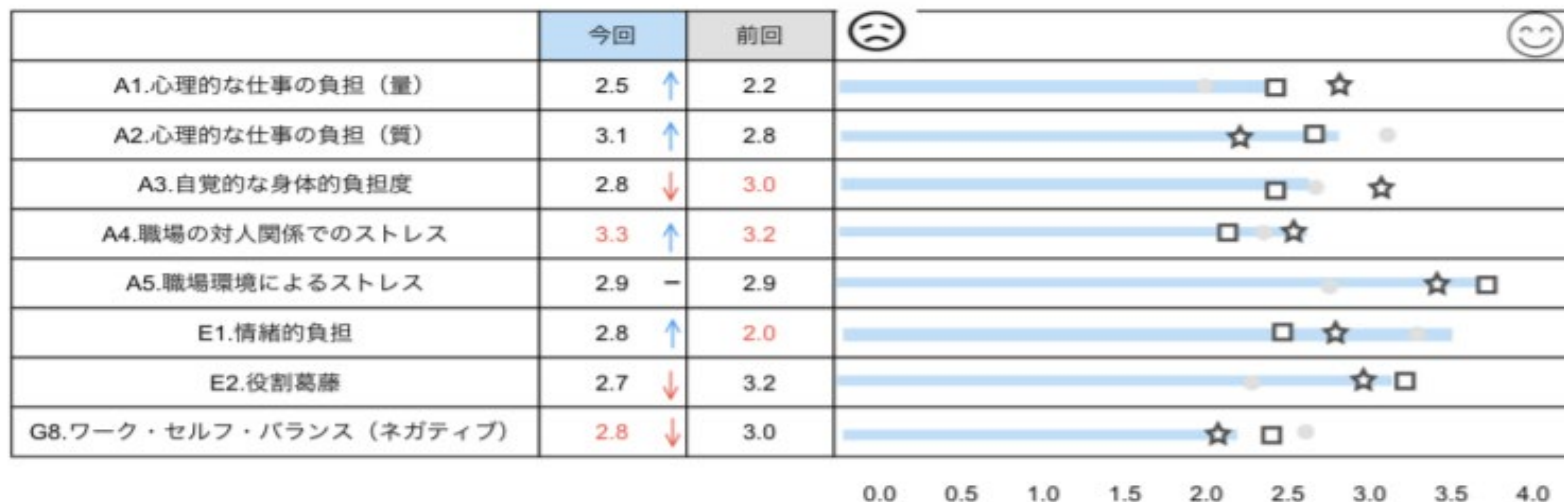 今回 前回
A1.心理的な仕事の負担（量） 2.5 ↑ 2.2
A2.心理的な仕事の負担（質） 3.1 ↑ 2.8
A3.自覚的な身体的負担度 2.8 ↓ 3.0
A4.職場の対人関係でのストレス 3.3 ↑ 3.2
A5.職場環境によるストレス 2.9 − 2.9
E1.情緒的負担 2.8 ↑ 2.0
E2.役割葛藤 2.7 ↓ 3.2
G8.ワーク・セルフ・バランス（ネガティブ） 2.8 ↓ 3.0
0.0 0.5 1.0 1.5 2.0 2.5 3.0 3.5 4.0